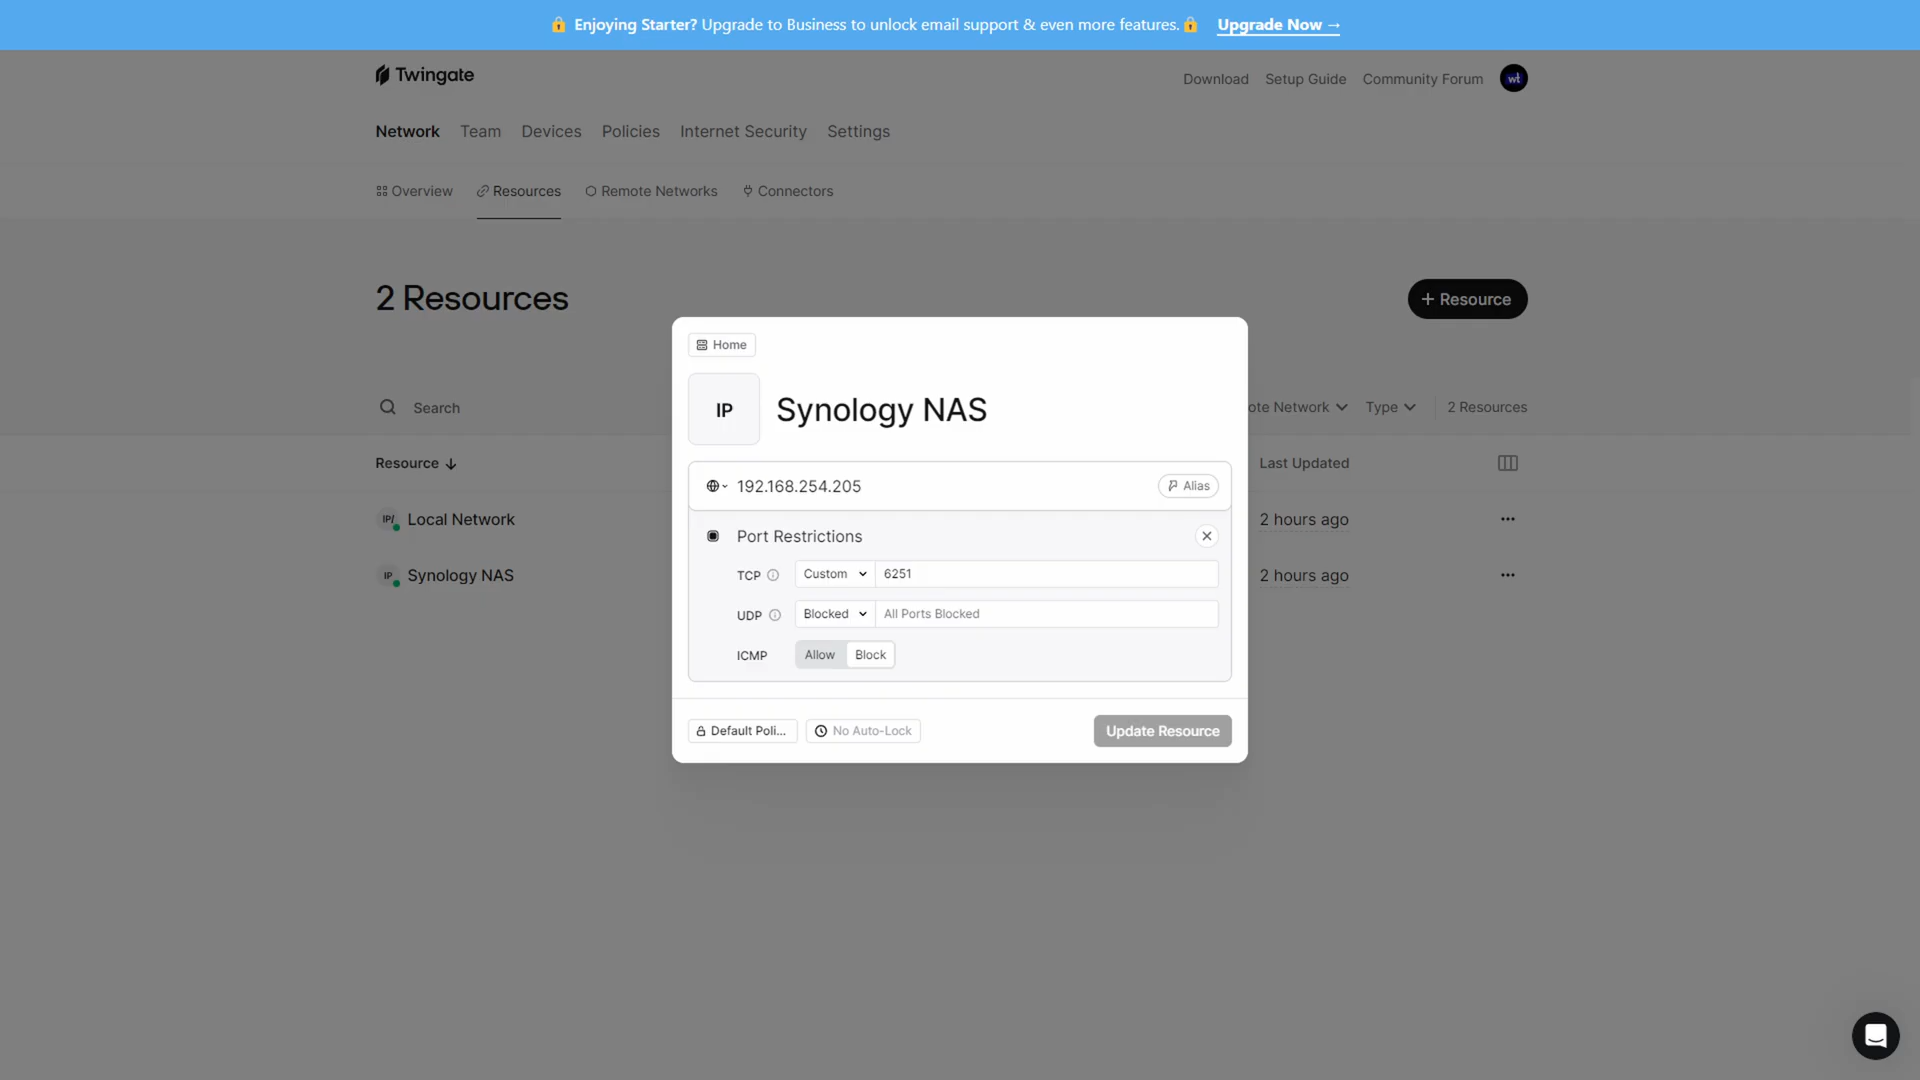 🔒 Enjoying Starter? Upgrade to Business to unlock email support & even more features.🔒 Upgrade Now →
Twingate
Download Setup Guide Community Forum wt
Network Team Devices Policies Internet Security Settings
Overview Resources Remote Networks Connectors
2 Resources
+ Resource
Home
IP Synology NAS
Search
ote Network Type 2 Resources
Resource ↓
Last Updated
192.168.254.205 Alias
IP/ Local Network
2 hours ago
Port Restrictions
IP Synology NAS
2 hours ago
TCP Custom 6251
UDP Blocked All Ports Blocked
ICMP Allow Block
Default Poli... No Auto-Lock Update Resource